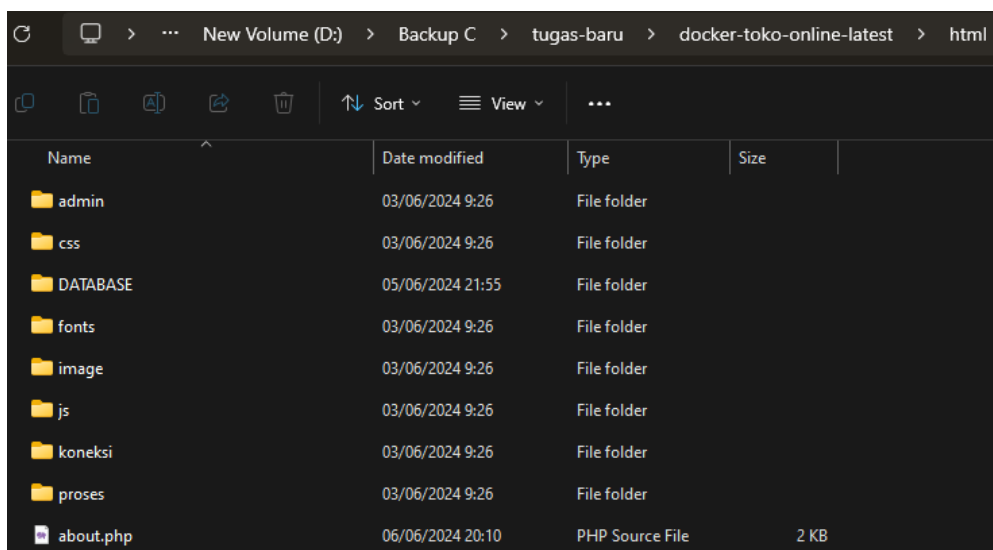 New Volume (D:) > Backup C > tugas-baru > docker-toko-online-latest > html
Sort View
Name Date modified Type Size
admin 03/06/2024 9:26 File folder
css 03/06/2024 9:26 File folder
DATABASE 05/06/2024 21:55 File folder
fonts 03/06/2024 9:26 File folder
image 03/06/2024 9:26 File folder
js 03/06/2024 9:26 File folder
koneksi 03/06/2024 9:26 File folder
proses 03/06/2024 9:26 File folder
about.php 06/06/2024 20:10 PHP Source File 2 KB